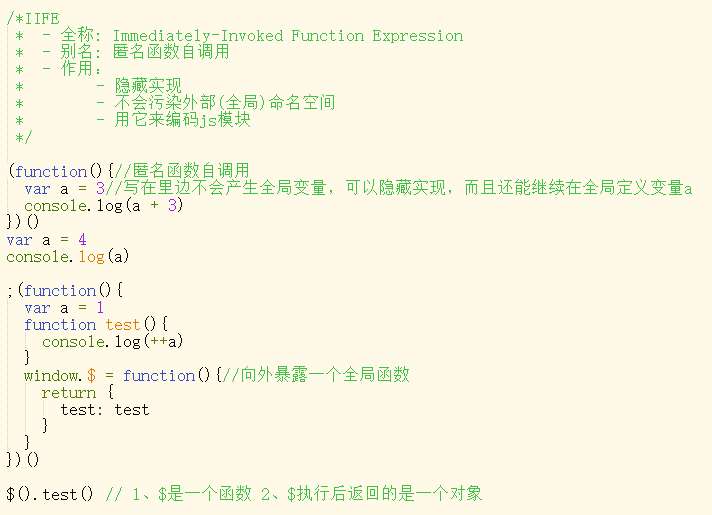 /*IIFE
 *  - 全称: Immediately-Invoked Function Expression
 *  - 别名: 匿名函数自调用
 *  - 作用:
 *        - 隐藏实现
 *        - 不会污染外部(全局)命名空间
 *        - 用它来编码js模块
 */

(function(){//匿名函数自调用
  var a = 3//写在里边不会产生全局变量，可以隐藏实现，而且还能继续在全局定义变量a
  console.log(a + 3)
})()
var a = 4
console.log(a)

;(function(){
  var a = 1
  function test(){
    console.log(++a)
  }
  window.$ = function(){//向外暴露一个全局函数
    return {
      test: test
    }
  }
})()

$().test() // 1、$是一个函数 2、$执行后返回的是一个对象